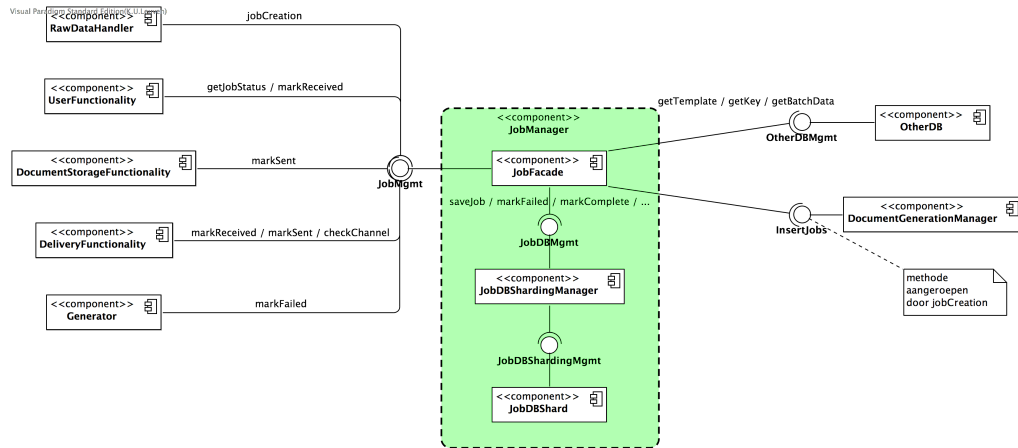 Visual Paradigm Standard Edition(K.U.Leuven)
<<component>>
RawDataHandler
jobCreation
<<component>>
UserFunctionality
getJobStatus / markReceived
<<component>>
DocumentStorageFunctionality
markSent
<<component>>
DeliveryFunctionality
markReceived / markSent / checkChannel
<<component>>
Generator
markFailed
JobMgmt
<<component>>
JobManager
<<component>>
JobFacade
saveJob / markFailed / markComplete / ...
JobDBMgmt
<<component>>
JobDBShardingManager
JobDBShardingMgmt
<<component>>
JobDBShard
getTemplate / getKey / getBatchData
OtherDBMgmt
<<component>>
OtherDB
InsertJobs
<<component>>
DocumentGenerationManager
methode
aangeroepen
door jobCreation